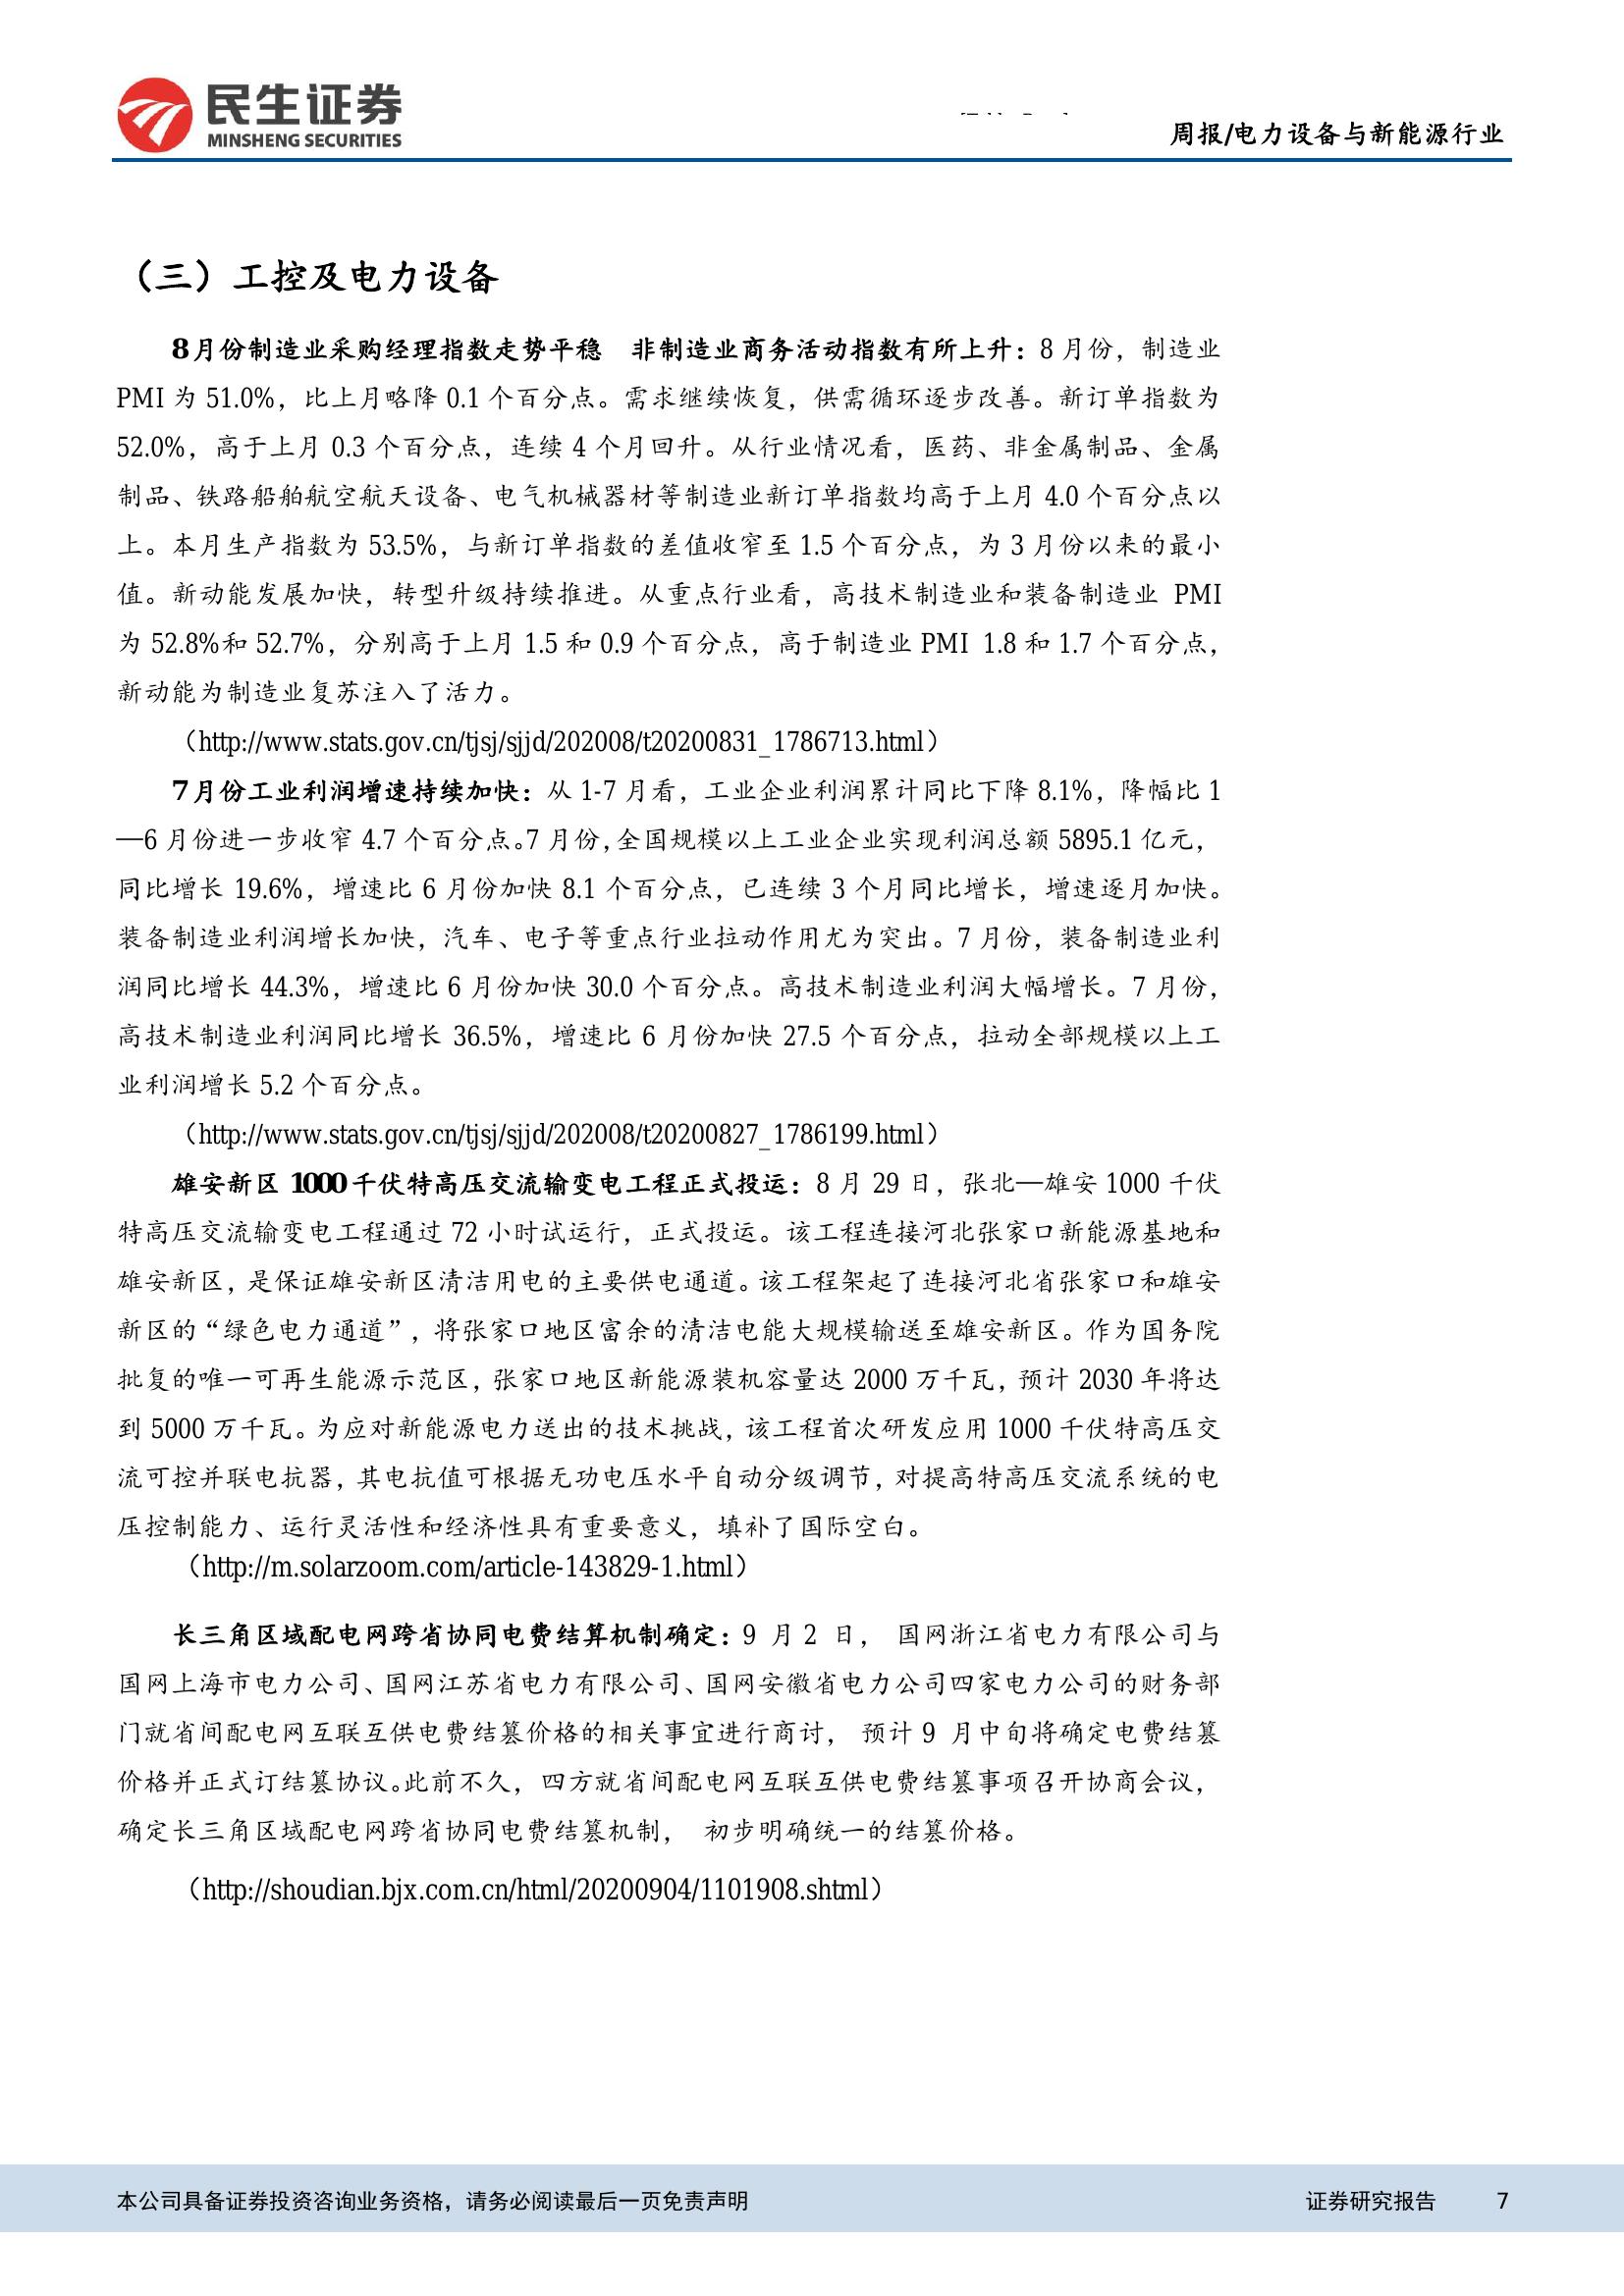 民生证券
MINSHENG SECURITIES
周报/电力设备与新能源行业
（三）工控及电力设备
8月份制造业采购经理指数走势平稳　非制造业商务活动指数有所上升：8 月份，制造业
PMI 为 51.0%，比上月略降 0.1 个百分点。需求继续恢复，供需循环逐步改善。新订单指数为
52.0%，高于上月 0.3 个百分点，连续 4 个月回升。从行业情况看，医药、非金属制品、金属
制品、铁路船舶航空航天设备、电气机械器材等制造业新订单指数均高于上月 4.0 个百分点以
上。本月生产指数为 53.5%，与新订单指数的差值收窄至 1.5 个百分点，为 3 月份以来的最小
值。新动能发展加快，转型升级持续推进。从重点行业看，高技术制造业和装备制造业 PMI
为 52.8%和 52.7%，分别高于上月 1.5 和 0.9 个百分点，高于制造业 PMI 1.8 和 1.7 个百分点，
新动能为制造业复苏注入了活力。
（http://www.stats.gov.cn/tjsj/sjjd/202008/t20200831_1786713.html）
7月份工业利润增速持续加快：从 1-7 月看，工业企业利润累计同比下降 8.1%，降幅比 1
—6 月份进一步收窄 4.7 个百分点。7 月份，全国规模以上工业企业实现利润总额 5895.1 亿元，
同比增长 19.6%，增速比 6 月份加快 8.1 个百分点，已连续 3 个月同比增长，增速逐月加快。
装备制造业利润增长加快，汽车、电子等重点行业拉动作用尤为突出。7 月份，装备制造业利
润同比增长 44.3%，增速比 6 月份加快 30.0 个百分点。高技术制造业利润大幅增长。7 月份，
高技术制造业利润同比增长 36.5%，增速比 6 月份加快 27.5 个百分点，拉动全部规模以上工
业利润增长 5.2 个百分点。
（http://www.stats.gov.cn/tjsj/sjjd/202008/t20200827_1786199.html）
雄安新区 1000千伏特高压交流输变电工程正式投运：8 月 29 日，张北—雄安 1000 千伏
特高压交流输变电工程通过 72 小时试运行，正式投运。该工程连接河北张家口新能源基地和
雄安新区，是保证雄安新区清洁用电的主要供电通道。该工程架起了连接河北省张家口和雄安
新区的“绿色电力通道”，将张家口地区富余的清洁电能大规模输送至雄安新区。作为国务院
批复的唯一可再生能源示范区，张家口地区新能源装机容量达 2000 万千瓦，预计 2030 年将达
到 5000 万千瓦。为应对新能源电力送出的技术挑战，该工程首次研发应用 1000 千伏特高压交
流可控并联电抗器，其电抗值可根据无功电压水平自动分级调节，对提高特高压交流系统的电
压控制能力、运行灵活性和经济性具有重要意义，填补了国际空白。
（http://m.solarzoom.com/article-143829-1.html）
长三角区域配电网跨省协同电费结算机制确定：9 月 2 日， 国网浙江省电力有限公司与
国网上海市电力公司、国网江苏省电力有限公司、国网安徽省电力公司四家电力公司的财务部
门就省间配电网互联互供电费结篡价格的相关事宜进行商讨， 预计 9 月中旬将确定电费结篡
价格并正式订结篡协议。此前不久，四方就省间配电网互联互供电费结篡事项召开协商会议，
确定长三角区域配电网跨省协同电费结篡机制， 初步明确统一的结篡价格。
（http://shoudian.bjx.com.cn/html/20200904/1101908.shtml）
本公司具备证券投资咨询业务资格，请务必阅读最后一页免责声明 证券研究报告 7